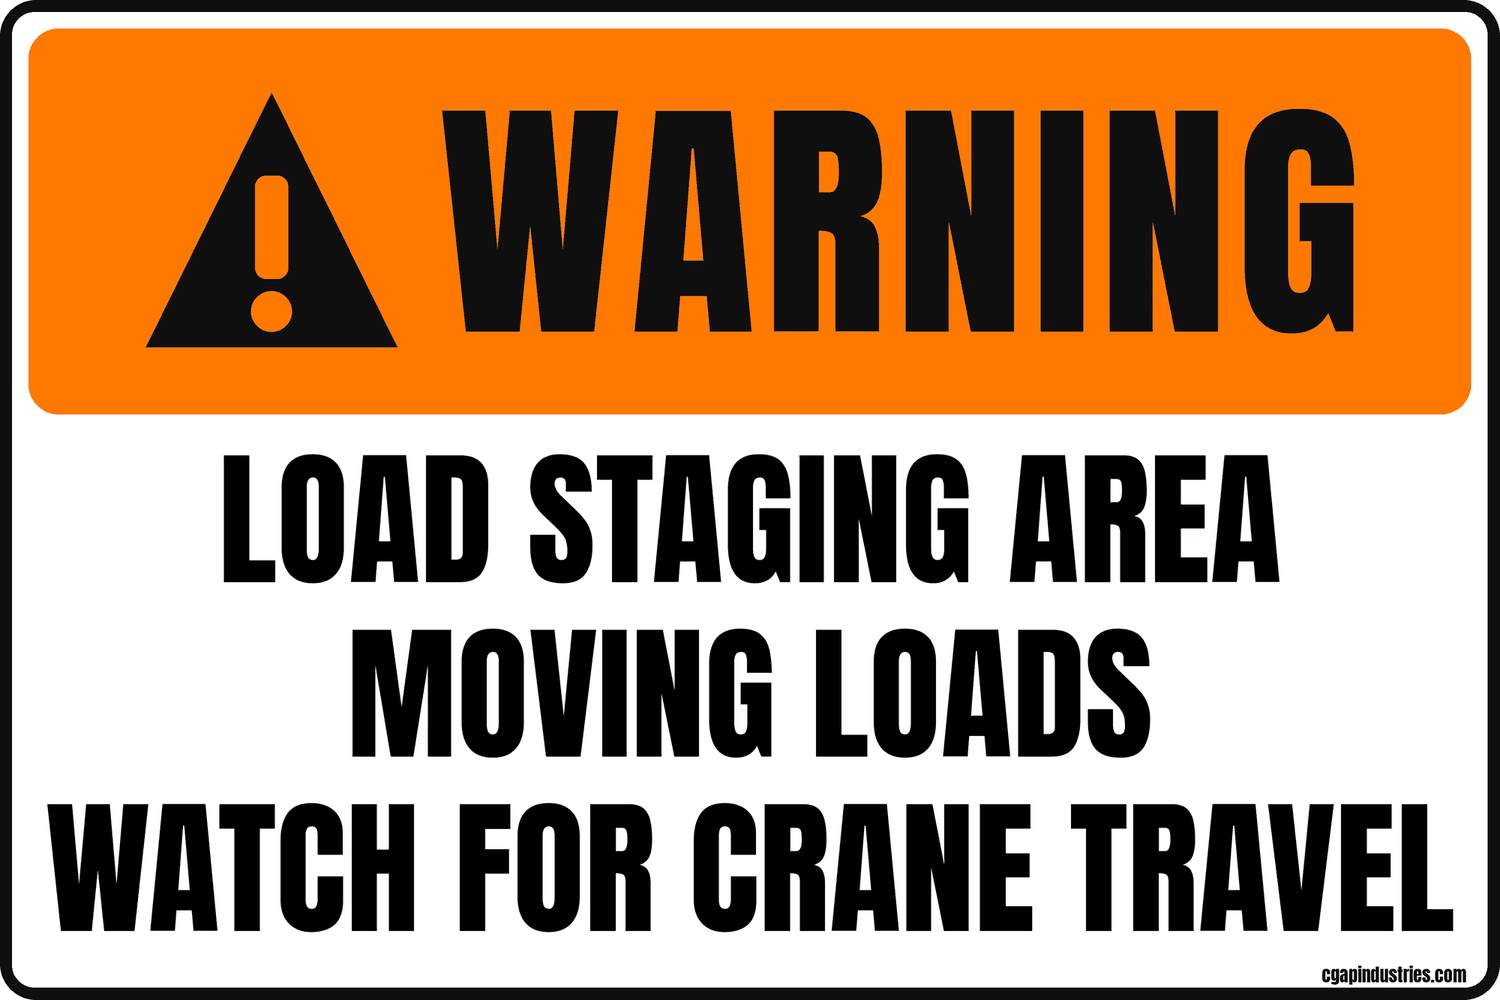 WARNING
LOAD STAGING AREA
MOVING LOADS
WATCH FOR CRANE TRAVEL
cgapindustries.com